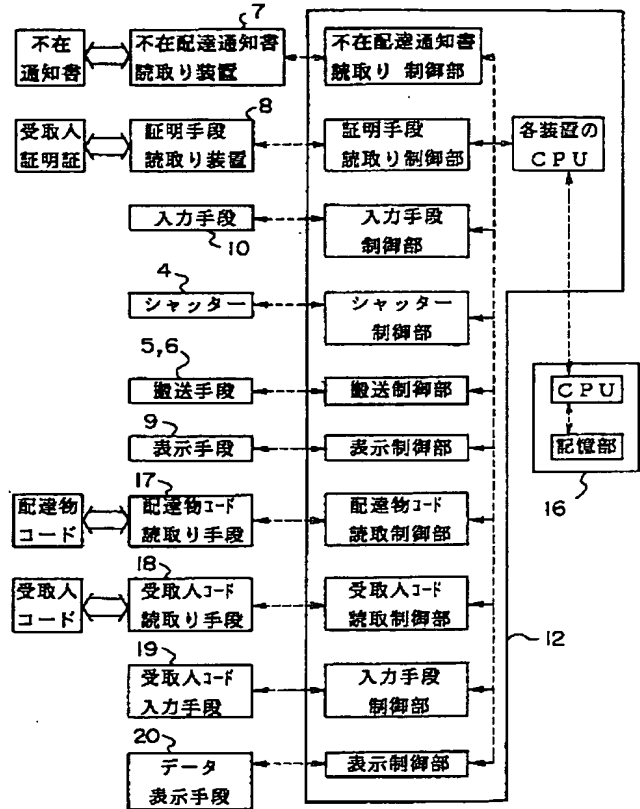 7
不在
通知書
不在配達通知書
読取り装置
不在配達通知書
読取り 制御部
8
受取人
証明証
証明手段
読取り装置
証明手段
読取り制御部
各装置の
CPU
入力手段
10
入力手段
制御部
4
シャッター
シャッター
制御部
5,6
搬送手段
搬送制御部
CPU
記憶部
16
9
表示手段
表示制御部
17
配達物
コード
配達物コード
読取り手段
配達物コード
読取制御部
18
受取人
コード
受取人コード
読取り手段
受取人コード
読取制御部
12
19
受取人コード
入力手段
入力手段
制御部
20
データ
表示手段
表示制御部